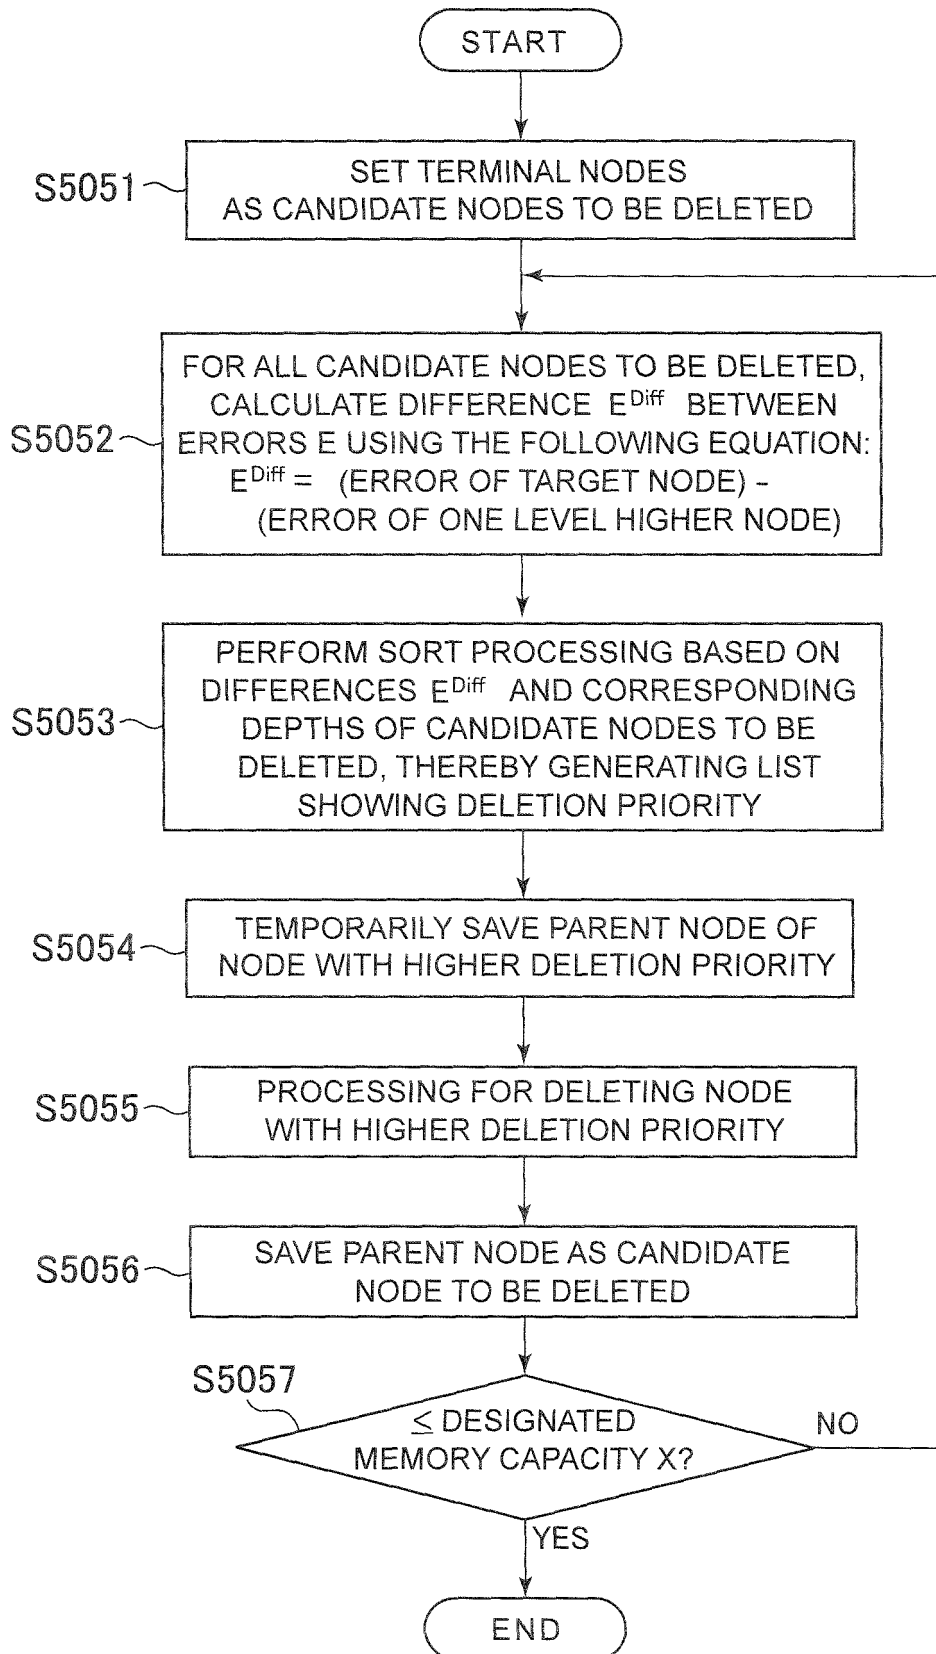 START
S5051
SET TERMINAL NODES
AS CANDIDATE NODES TO BE DELETED
S5052
FOR ALL CANDIDATE NODES TO BE DELETED,
CALCULATE DIFFERENCE E^Diff BETWEEN
ERRORS E USING THE FOLLOWING EQUATION:
E^Diff = (ERROR OF TARGET NODE) -
(ERROR OF ONE LEVEL HIGHER NODE)
S5053
PERFORM SORT PROCESSING BASED ON
DIFFERENCES E^Diff AND CORRESPONDING
DEPTHS OF CANDIDATE NODES TO BE
DELETED, THEREBY GENERATING LIST
SHOWING DELETION PRIORITY
S5054
TEMPORARILY SAVE PARENT NODE OF
NODE WITH HIGHER DELETION PRIORITY
S5055
PROCESSING FOR DELETING NODE
WITH HIGHER DELETION PRIORITY
S5056
SAVE PARENT NODE AS CANDIDATE
NODE TO BE DELETED
S5057
≤ DESIGNATED
MEMORY CAPACITY X?
NO
YES
END